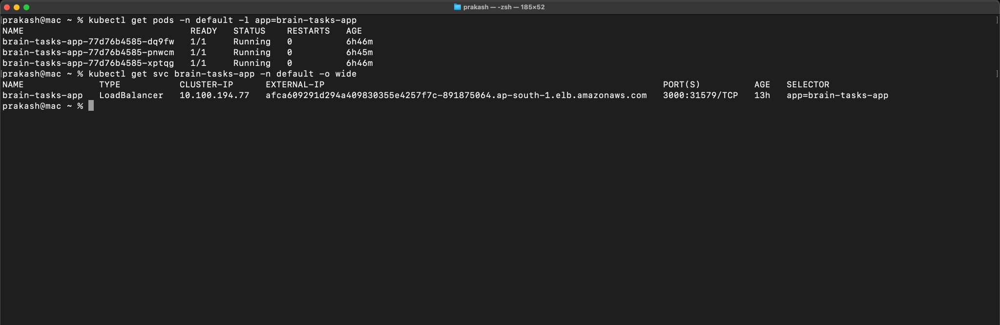 prakash — -zsh — 185×52
prakash@mac ~ % kubectl get pods -n default -l app=brain-tasks-app
NAME READY STATUS RESTARTS AGE
brain-tasks-app-77d76b4585-dq9fw 1/1 Running 0 6h46m
brain-tasks-app-77d76b4585-pnwcm 1/1 Running 0 6h45m
brain-tasks-app-77d76b4585-xptqg 1/1 Running 0 6h46m
prakash@mac ~ % kubectl get svc brain-tasks-app -n default -o wide
NAME TYPE CLUSTER-IP EXTERNAL-IP PORT(S) AGE SELECTOR
brain-tasks-app LoadBalancer 10.100.194.77 afca609291d294a409830355e4257f7c-891875064.ap-south-1.elb.amazonaws.com 3000:31579/TCP 13h app=brain-tasks-app
prakash@mac ~ %